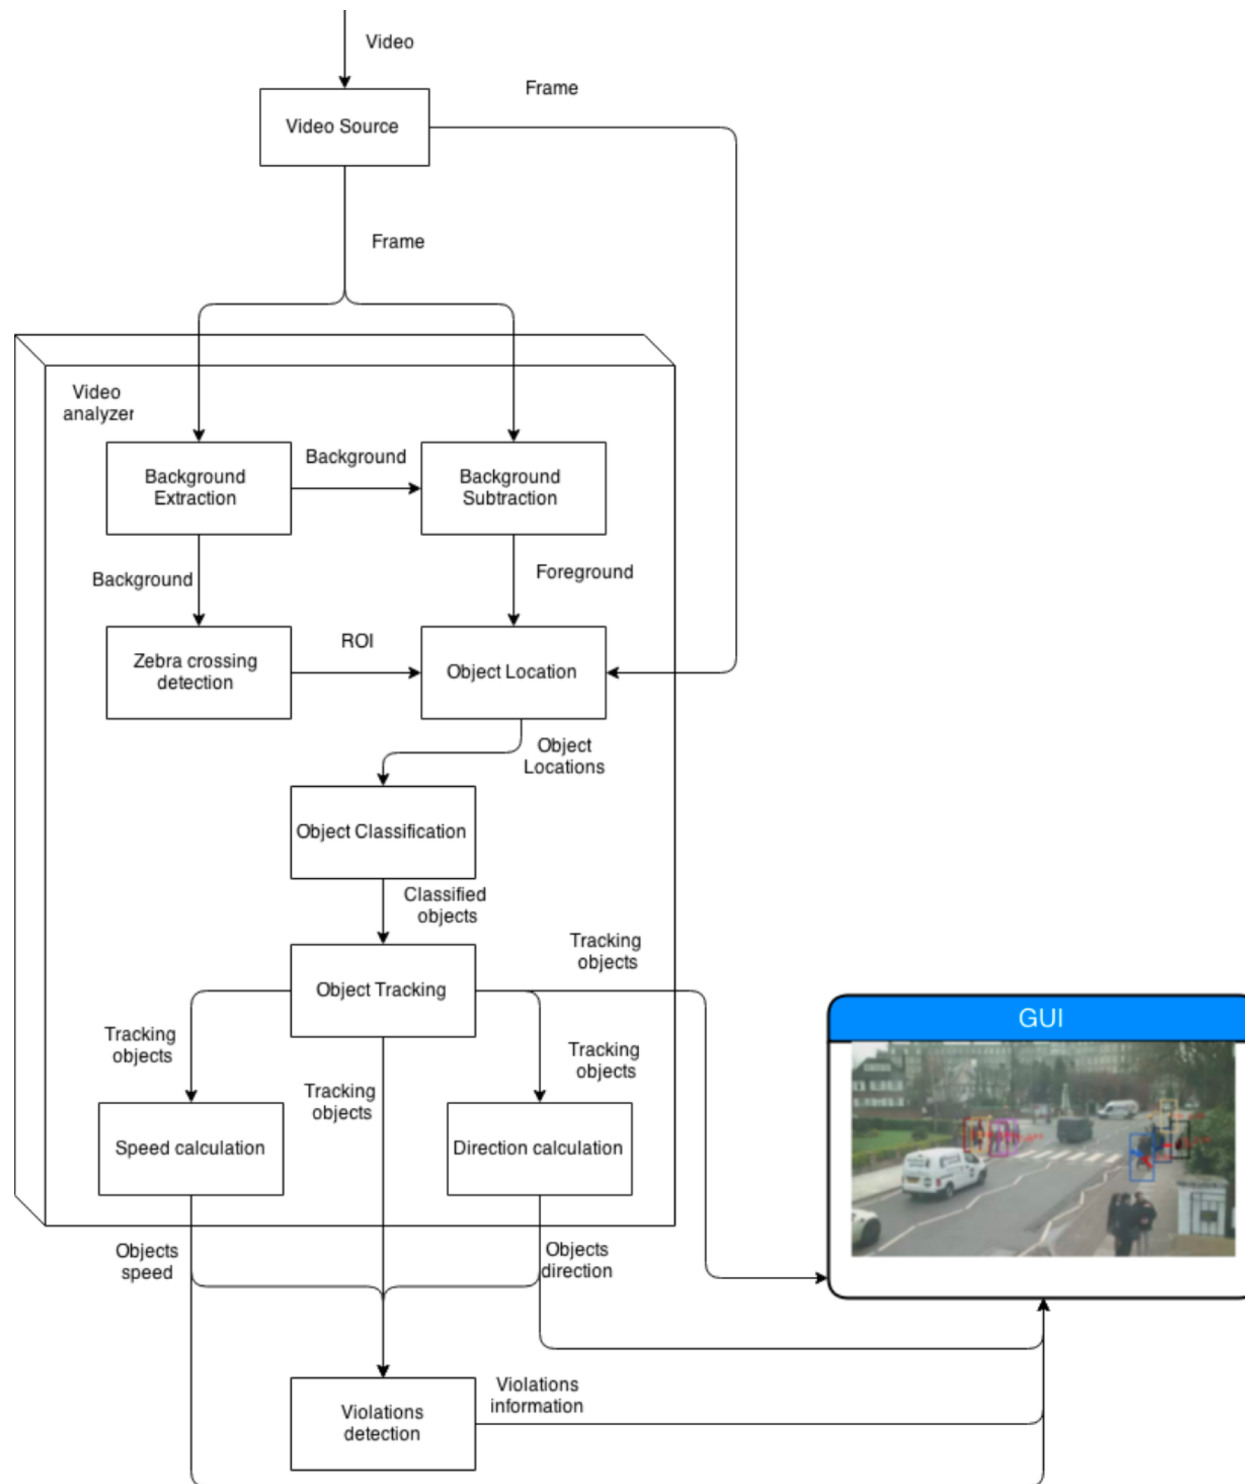 Video
Frame
Video Source
Frame
Video
analyzer
Background
Extraction
Background
Background
Subtraction
Background
Foreground
Zebra crossing
detection
ROI
Object Location
Object
Locations
Object Classification
Classified
objects
Tracking
objects
Object Tracking
Tracking
objects
Tracking
objects
Tracking
objects
GUI
Speed calculation
Direction calculation
Objects
speed
Objects
direction
Violations
detection
Violations
information